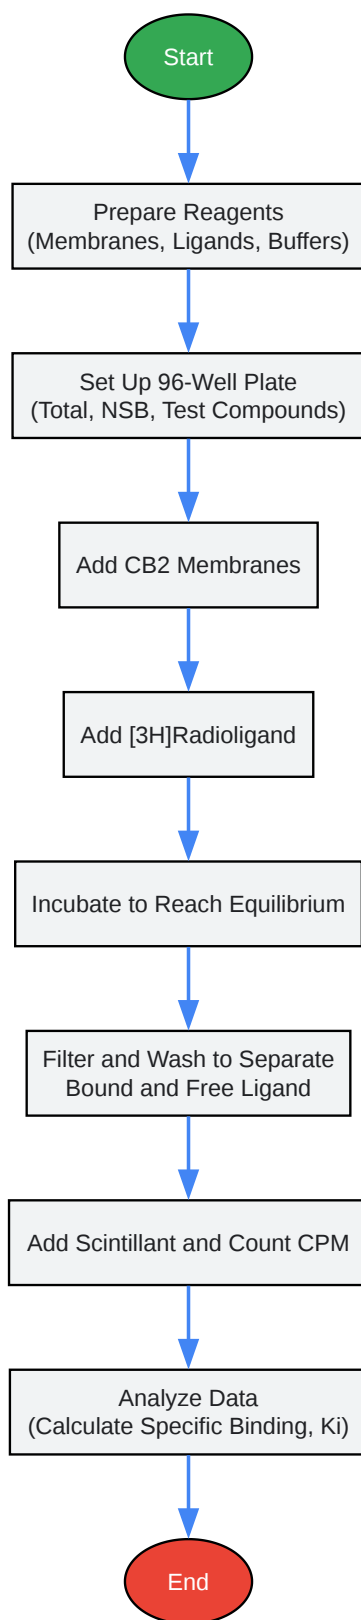 Start
Prepare Reagents
(Membranes, Ligands, Buffers)
Set Up 96-Well Plate
(Total, NSB, Test Compounds)
Add CB2 Membranes
Add [3H]Radioligand
Incubate to Reach Equilibrium
Filter and Wash to Separate
Bound and Free Ligand
Add Scintillant and Count CPM
Analyze Data
(Calculate Specific Binding, Ki)
End